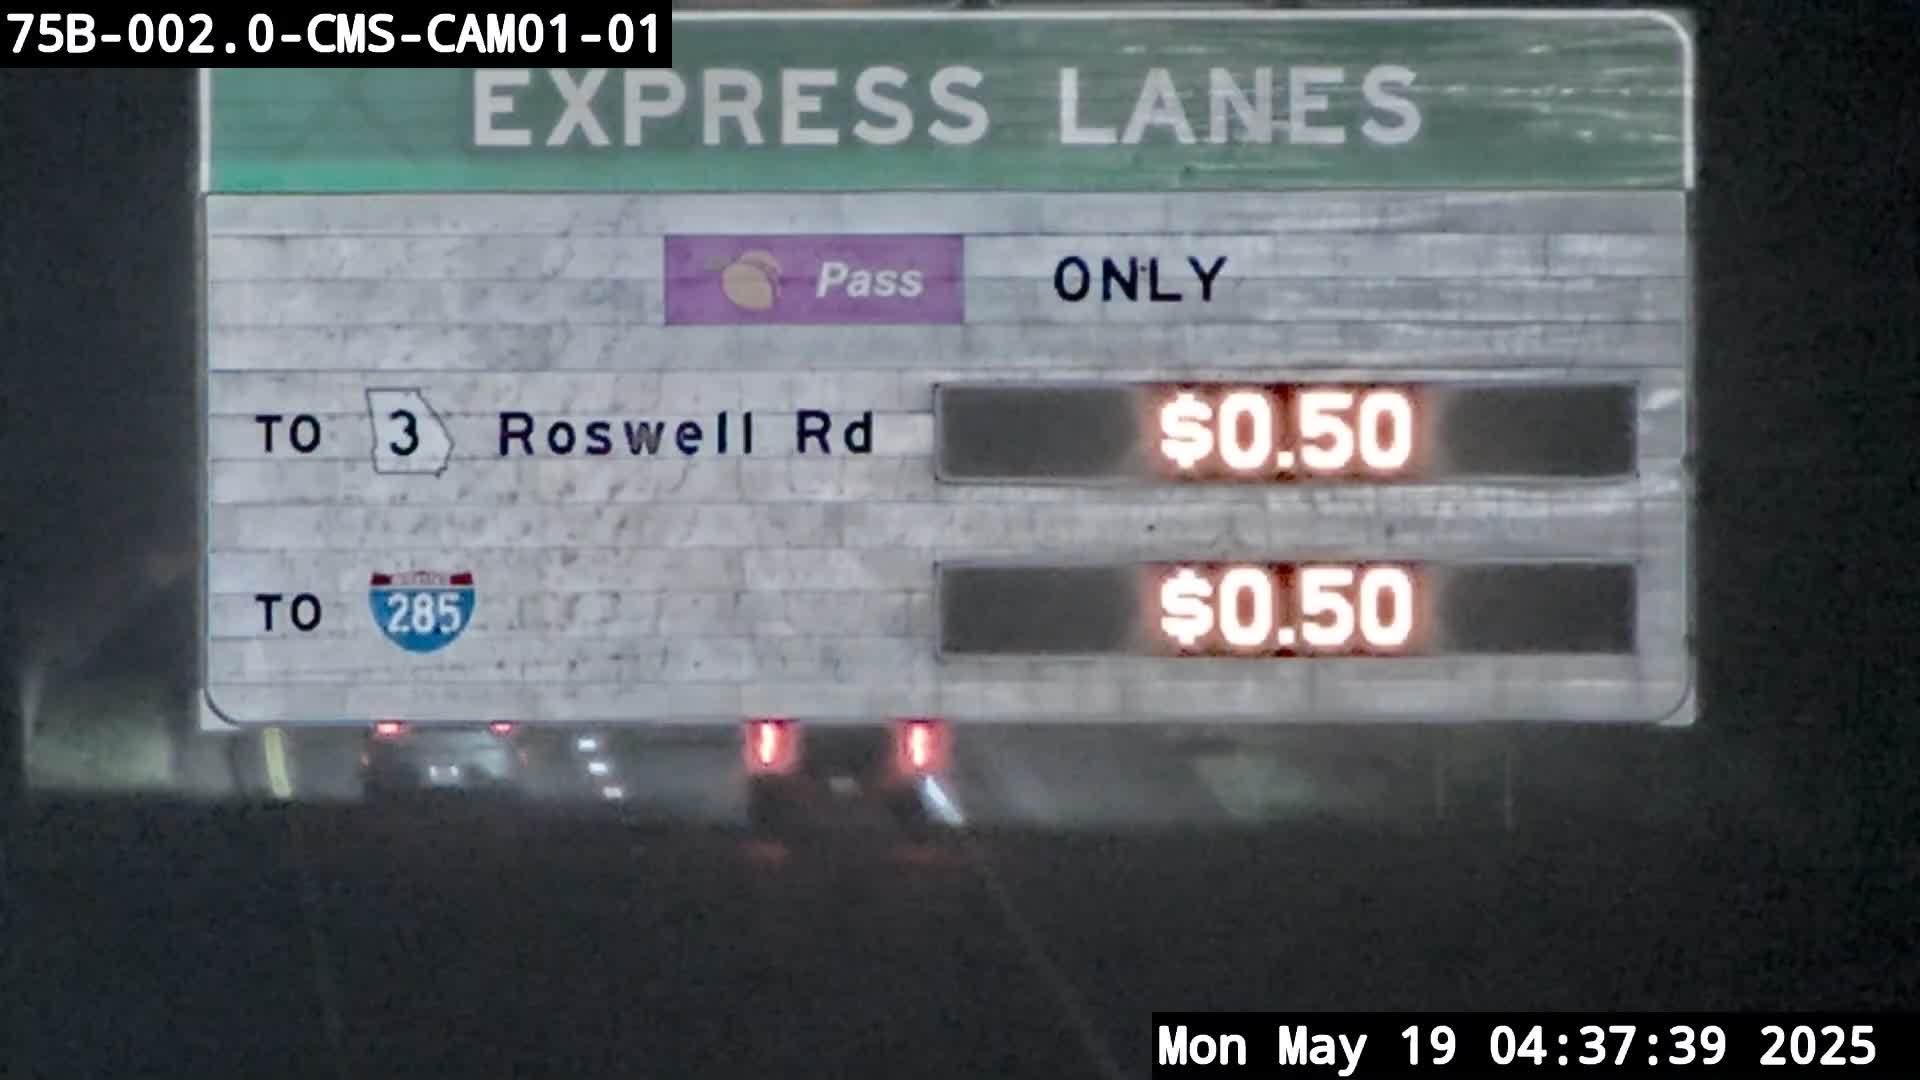 75B-002.0-CMS-CAM01-01
EXPRESS LANES
Pass ONLY
TO 3 Roswell Rd $0.50
TO 285 $0.50
Mon May 19 04:37:39 2025